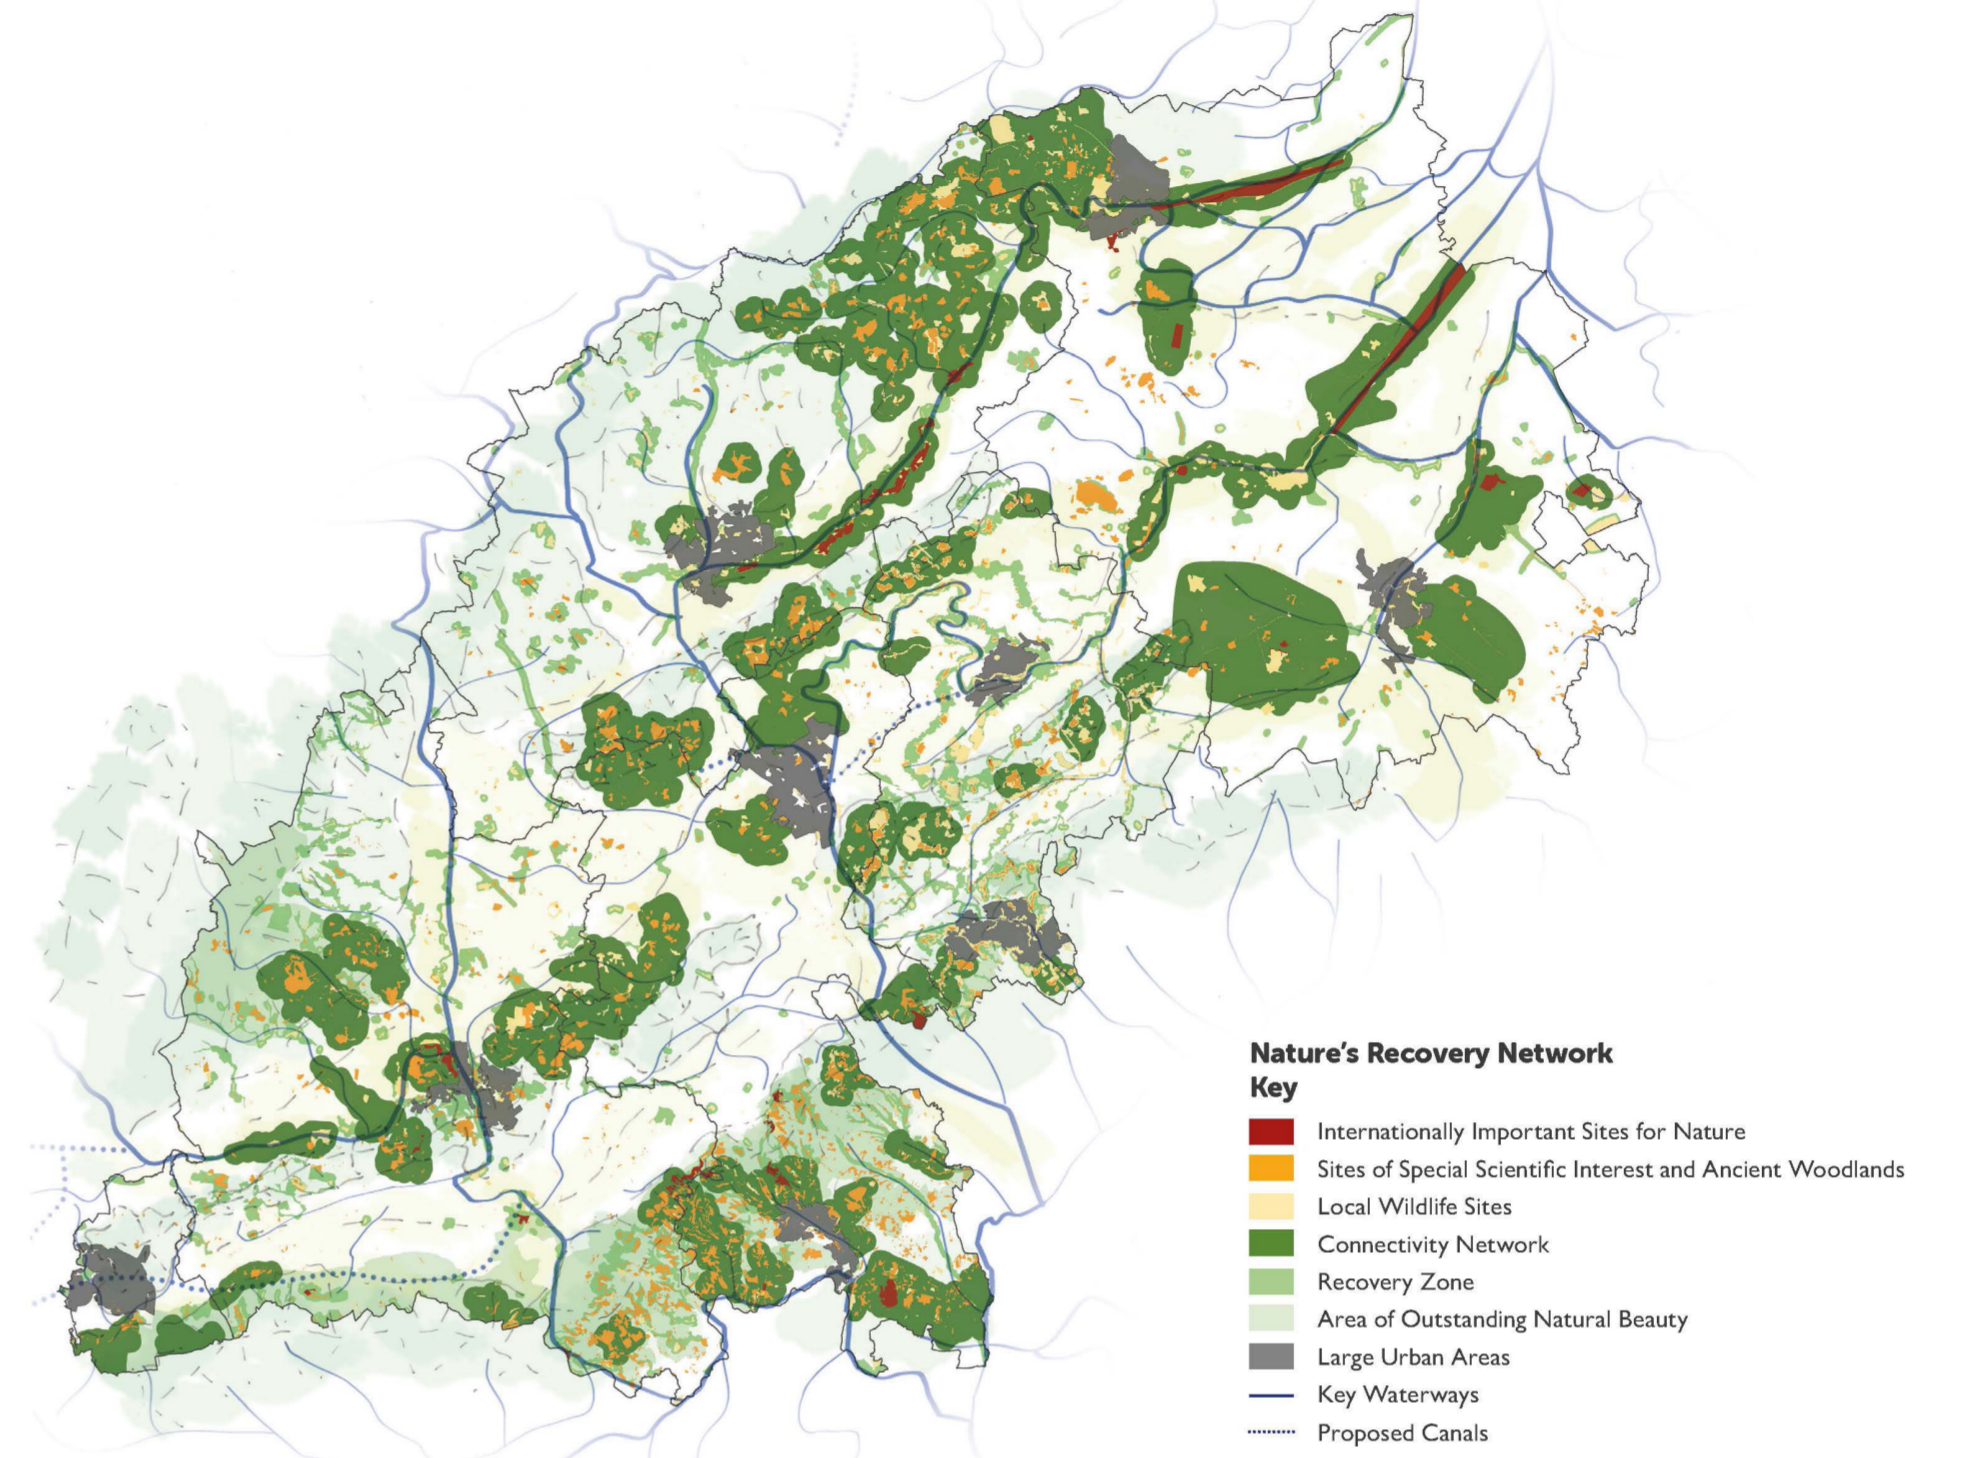 Nature's Recovery Network
Key
Internationally Important Sites for Nature
Sites of Special Scientific Interest and Ancient Woodlands
Local Wildlife Sites
Connectivity Network
Recovery Zone
Area of Outstanding Natural Beauty
Large Urban Areas
Key Waterways
Proposed Canals